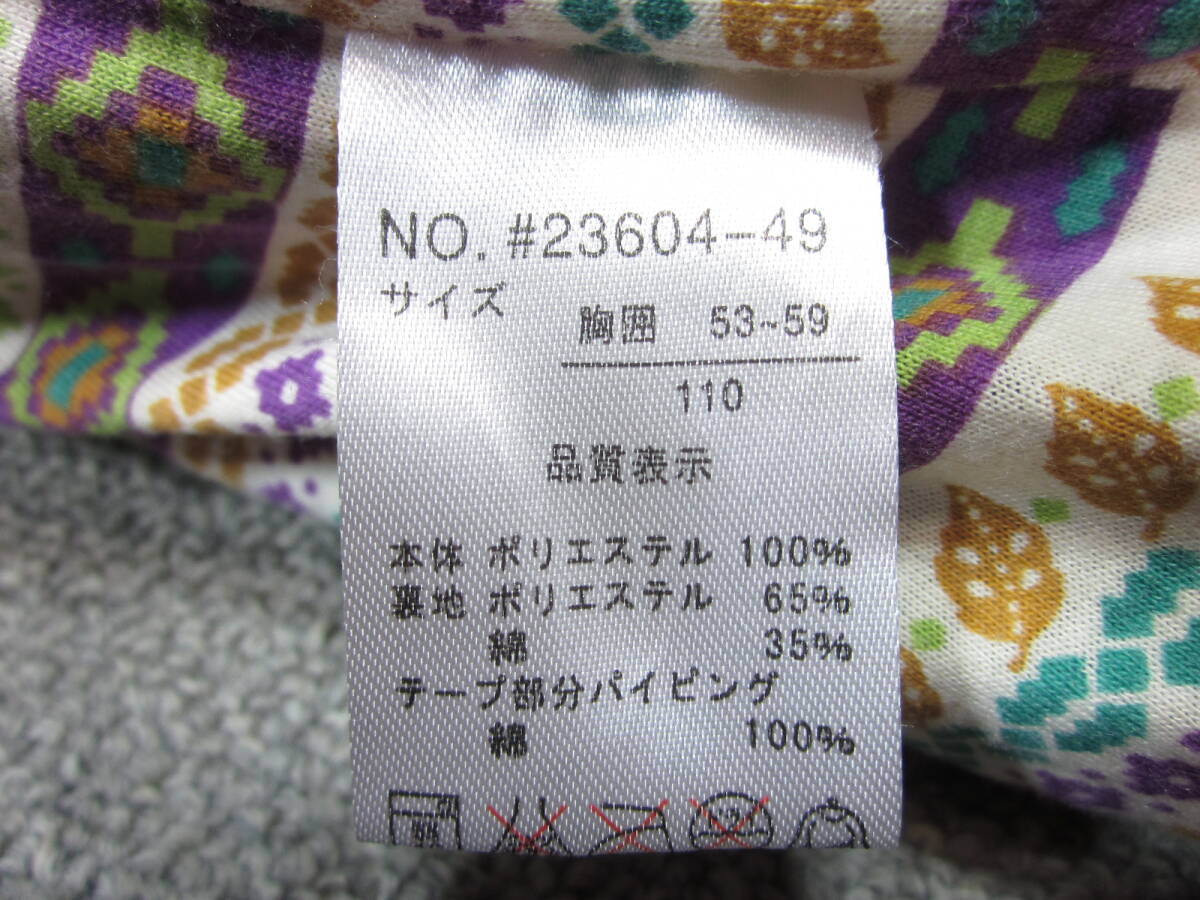 NO. #23604-49
サイズ
胸囲 53~59
110
品質表示
本体 ポリエステル 100%
裏地 ポリエステル 65%
綿 35%
テープ部分パイピング
綿 100%